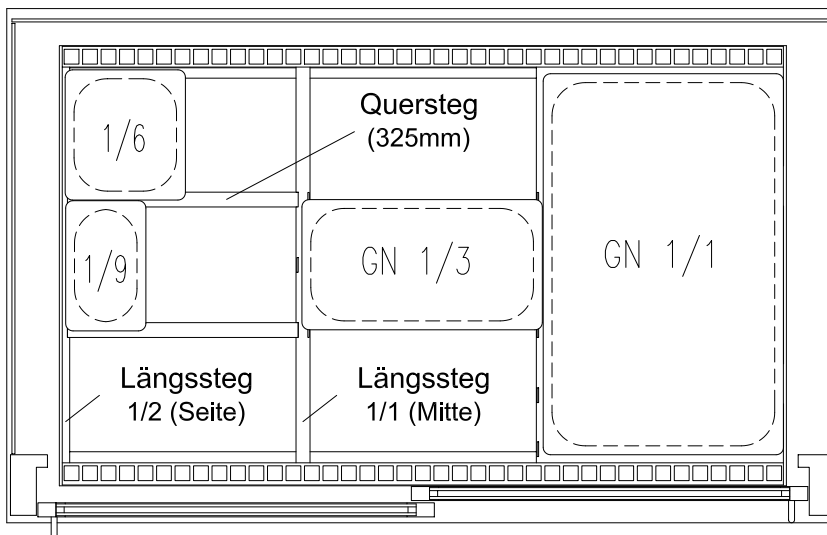 Quersteg
(325mm)
1/6
1/9
GN 1/3
GN 1/1
Längssteg
1/2 (Seite)
Längssteg
1/1 (Mitte)